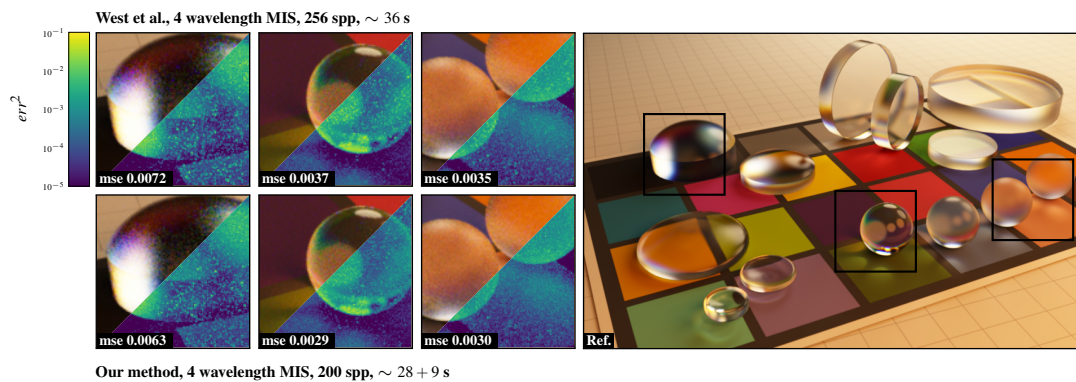 West et al., 4 wavelength MIS, 256 spp, ∼ 36 s
10⁻¹
10⁻²
10⁻³
10⁻⁴
10⁻⁵
err²
mse 0.0072
mse 0.0037
mse 0.0035
mse 0.0063
mse 0.0029
mse 0.0030
Ref.
Our method, 4 wavelength MIS, 200 spp, ∼ 28 + 9 s